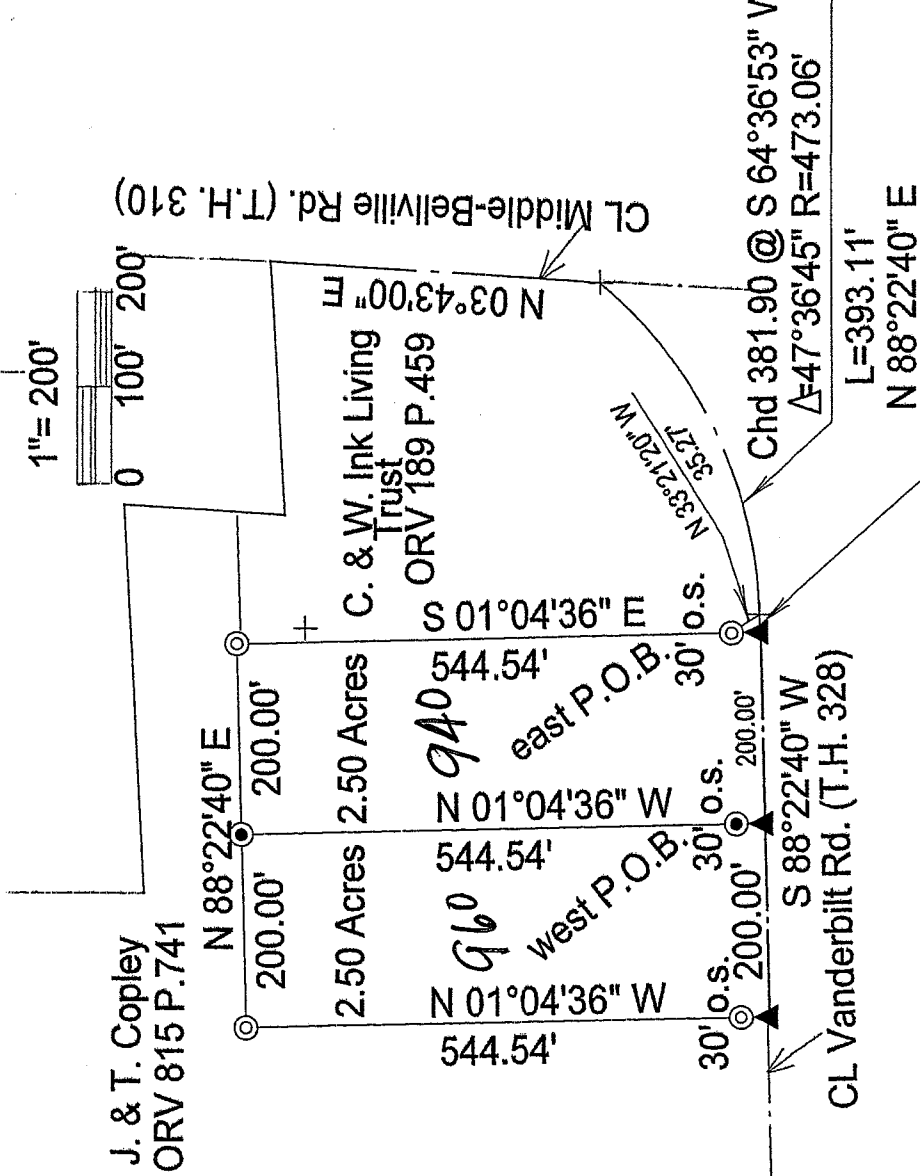 1"= 200'
0 100' 200'
CL Middle-Bellville Rd. (T.H. 310)
N 03°43'00" E
J. & T. Copley
ORV 815 P.741
C. & W. Ink Living
Trust
ORV 189 P.459
N 88°22'40" E
200.00'
200.00'
2.50 Acres
2.50 Acres
960
940
N 01°04'36" W
544.54'
N 01°04'36" W
544.54'
S 01°04'36" E
544.54'
west P.O.B.
east P.O.B.
30' o.s.
30' o.s.
30' o.s.
200.00'
200.00'
S 88°22'40" W
CL Vanderbilt Rd. (T.H. 328)
N 33°21'20" W
35.27'
Chd 381.90 @ S 64°36'53"
Δ=47°36'45" R=473.06'
L=393.11'
N 88°22'40" E